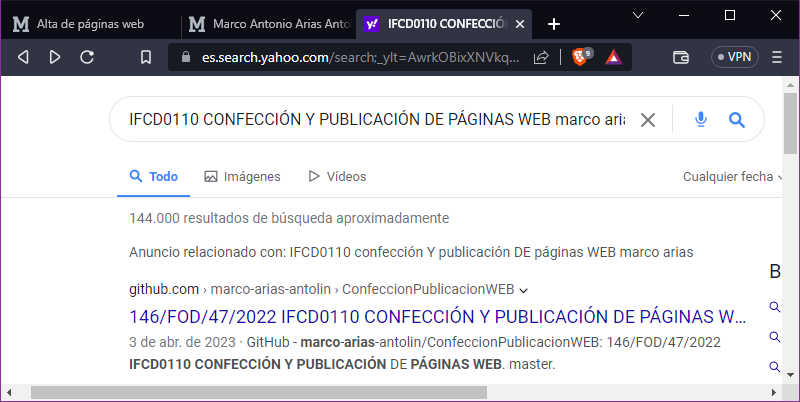 Alta de páginas web
Marco Antonio Arias Anto
IFCD0110 CONFECCIÓN
es.search.yahoo.com/search;_ylt=AwrkOBixXNVkq...
9
VPN
IFCD0110 CONFECCIÓN Y PUBLICACIÓN DE PÁGINAS WEB marco aria
Todo
Imágenes
Vídeos
Cualquier fecha
144.000 resultados de búsqueda aproximadamente
Anuncio relacionado con: IFCD0110 confección Y publicación DE páginas WEB marco arias
B
github.com › marco-arias-antolin › ConfeccionPublicacionWEB
146/FOD/47/2022 IFCD0110 CONFECCIÓN Y PUBLICACIÓN DE PÁGINAS W...
3 de abr. de 2023 · GitHub - marco-arias-antolin/ConfeccionPublicacionWEB: 146/FOD/47/2022
IFCD0110 CONFECCIÓN Y PUBLICACIÓN DE PÁGINAS WEB. master.